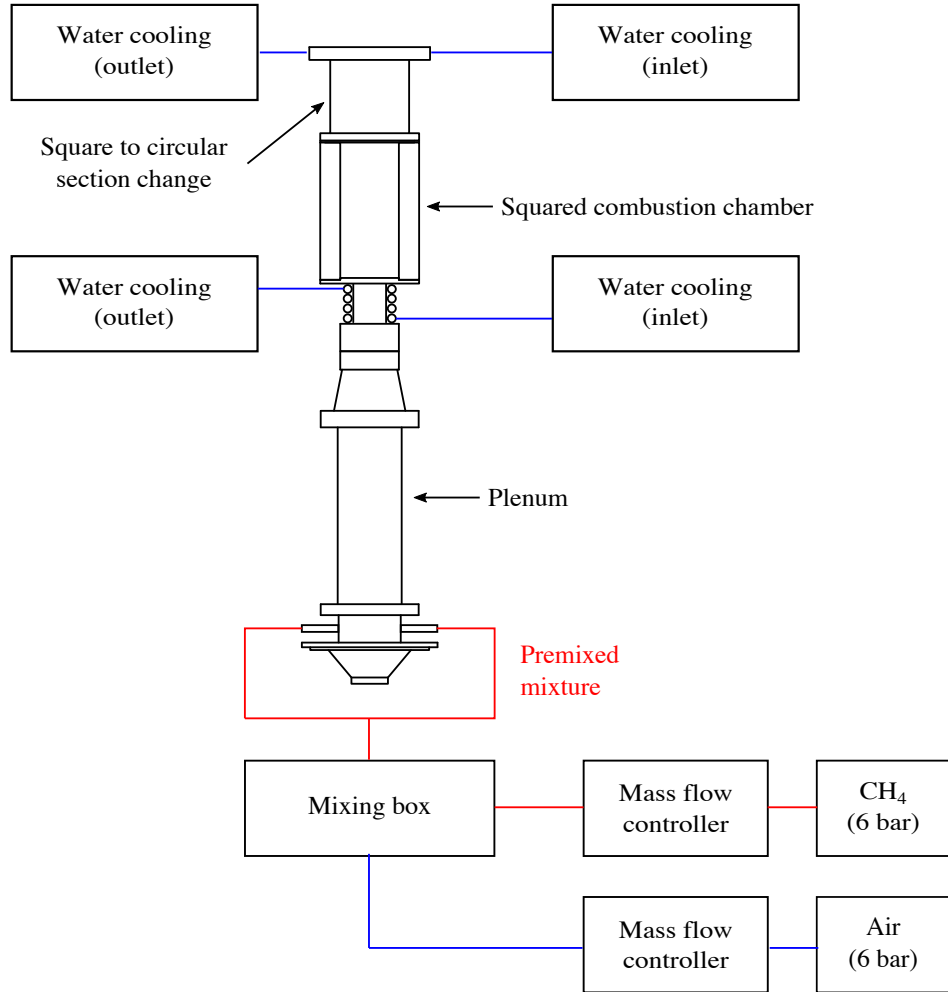 Water cooling
(outlet)
Water cooling
(inlet)
Square to circular
section change
Squared combustion chamber
Water cooling
(outlet)
Water cooling
(inlet)
Plenum
Premixed
mixture
Mixing box
Mass flow
controller
CH₄
(6 bar)
Mass flow
controller
Air
(6 bar)